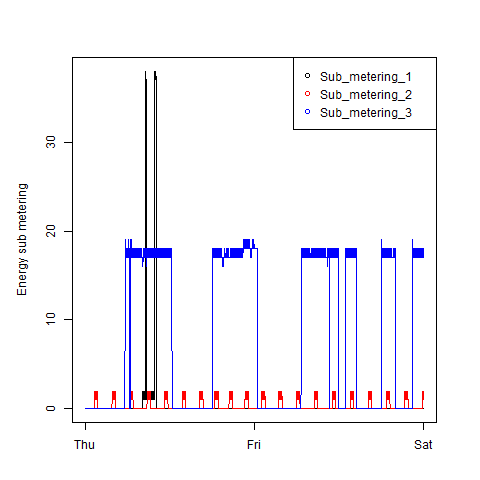 Sub_metering_1
Sub_metering_2
Sub_metering_3
Energy sub metering
30
20
10
0
Thu
Fri
Sat